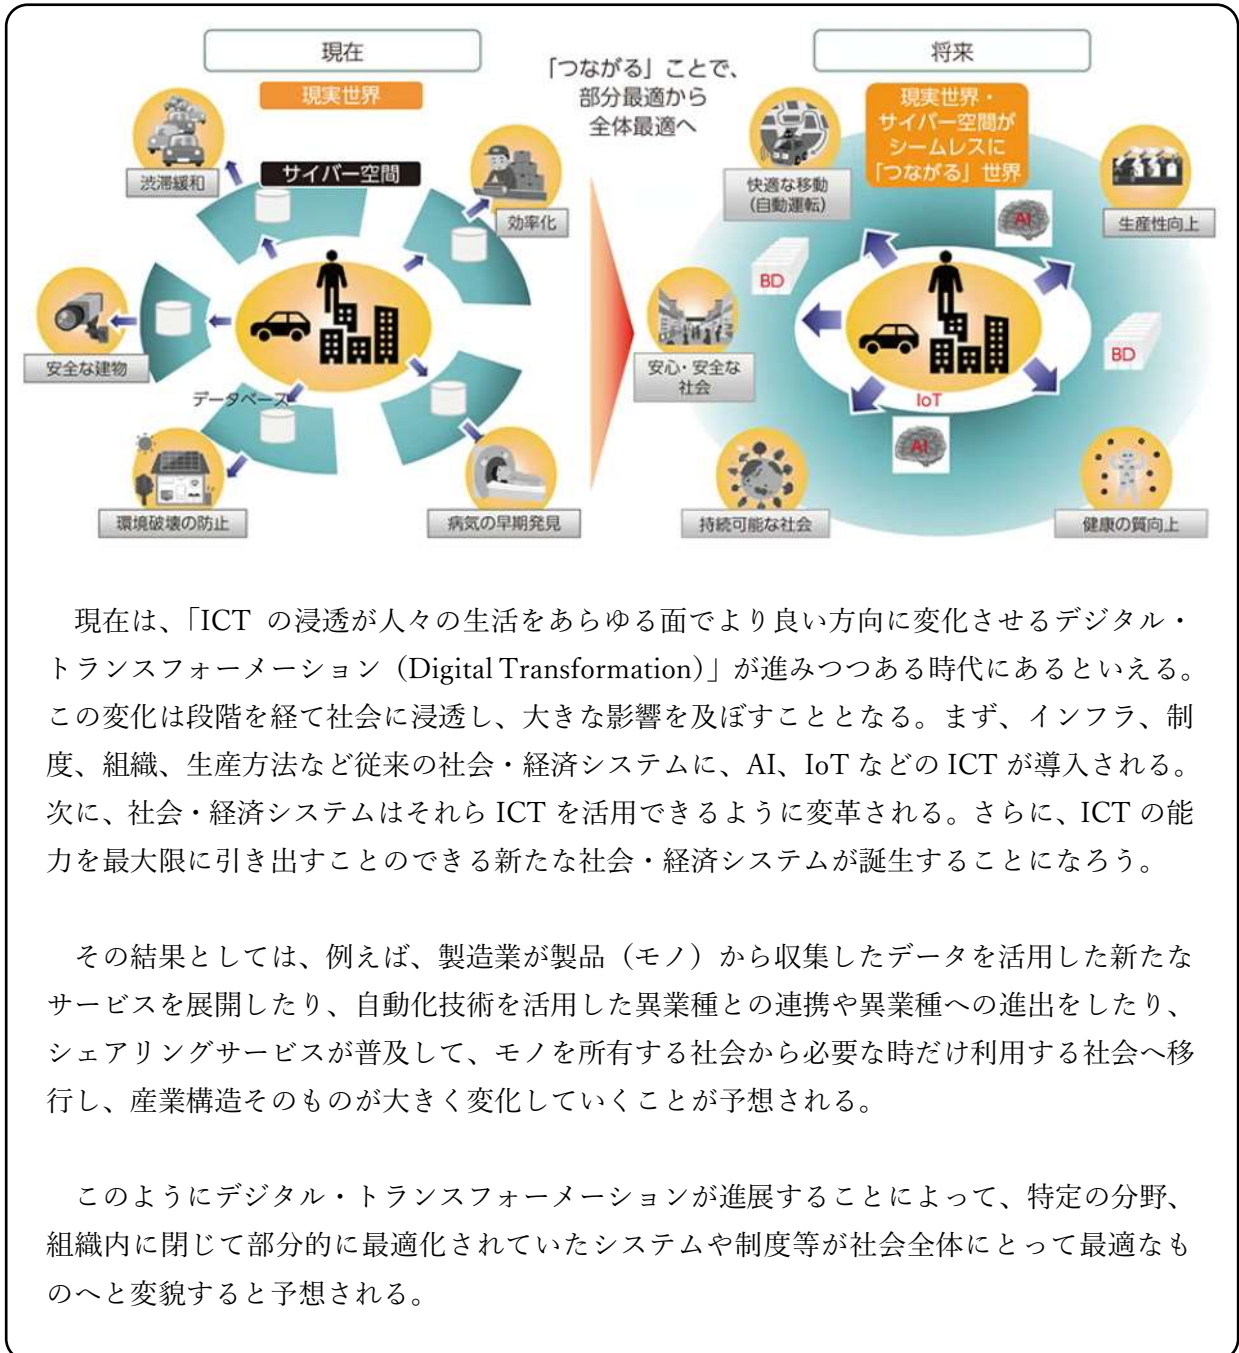 現在
現実世界
サイバー空間
渋滞緩和
効率化
安全な建物
データベース
環境破壊の防止
病気の早期発見
「つながる」ことで、
部分最適から
全体最適へ
将来
現実世界・
サイバー空間が
シームレスに
「つながる」世界
快適な移動
(自動運転)
AI
生産性向上
BD
安心・安全な
社会
BD
IoT
AI
持続可能な社会
健康の質向上
現在は、「ICT の浸透が人々の生活をあらゆる面でより良い方向に変化させるデジタル・
トランスフォーメーション（Digital Transformation）」が進みつつある時代にあるといえる。
この変化は段階を経て社会に浸透し、大きな影響を及ぼすこととなる。まず、インフラ、制
度、組織、生産方法など従来の社会・経済システムに、AI、IoT などの ICT が導入される。
次に、社会・経済システムはそれら ICT を活用できるように変革される。さらに、ICT の能
力を最大限に引き出すことのできる新たな社会・経済システムが誕生することになろう。
その結果としては、例えば、製造業が製品（モノ）から収集したデータを活用した新たな
サービスを展開したり、自動化技術を活用した異業種との連携や異業種への進出をしたり、
シェアリングサービスが普及して、モノを所有する社会から必要な時だけ利用する社会へ移
行し、産業構造そのものが大きく変化していくことが予想される。
このようにデジタル・トランスフォーメーションが進展することによって、特定の分野、
組織内に閉じて部分的に最適化されていたシステムや制度等が社会全体にとって最適なも
のへと変貌すると予想される。